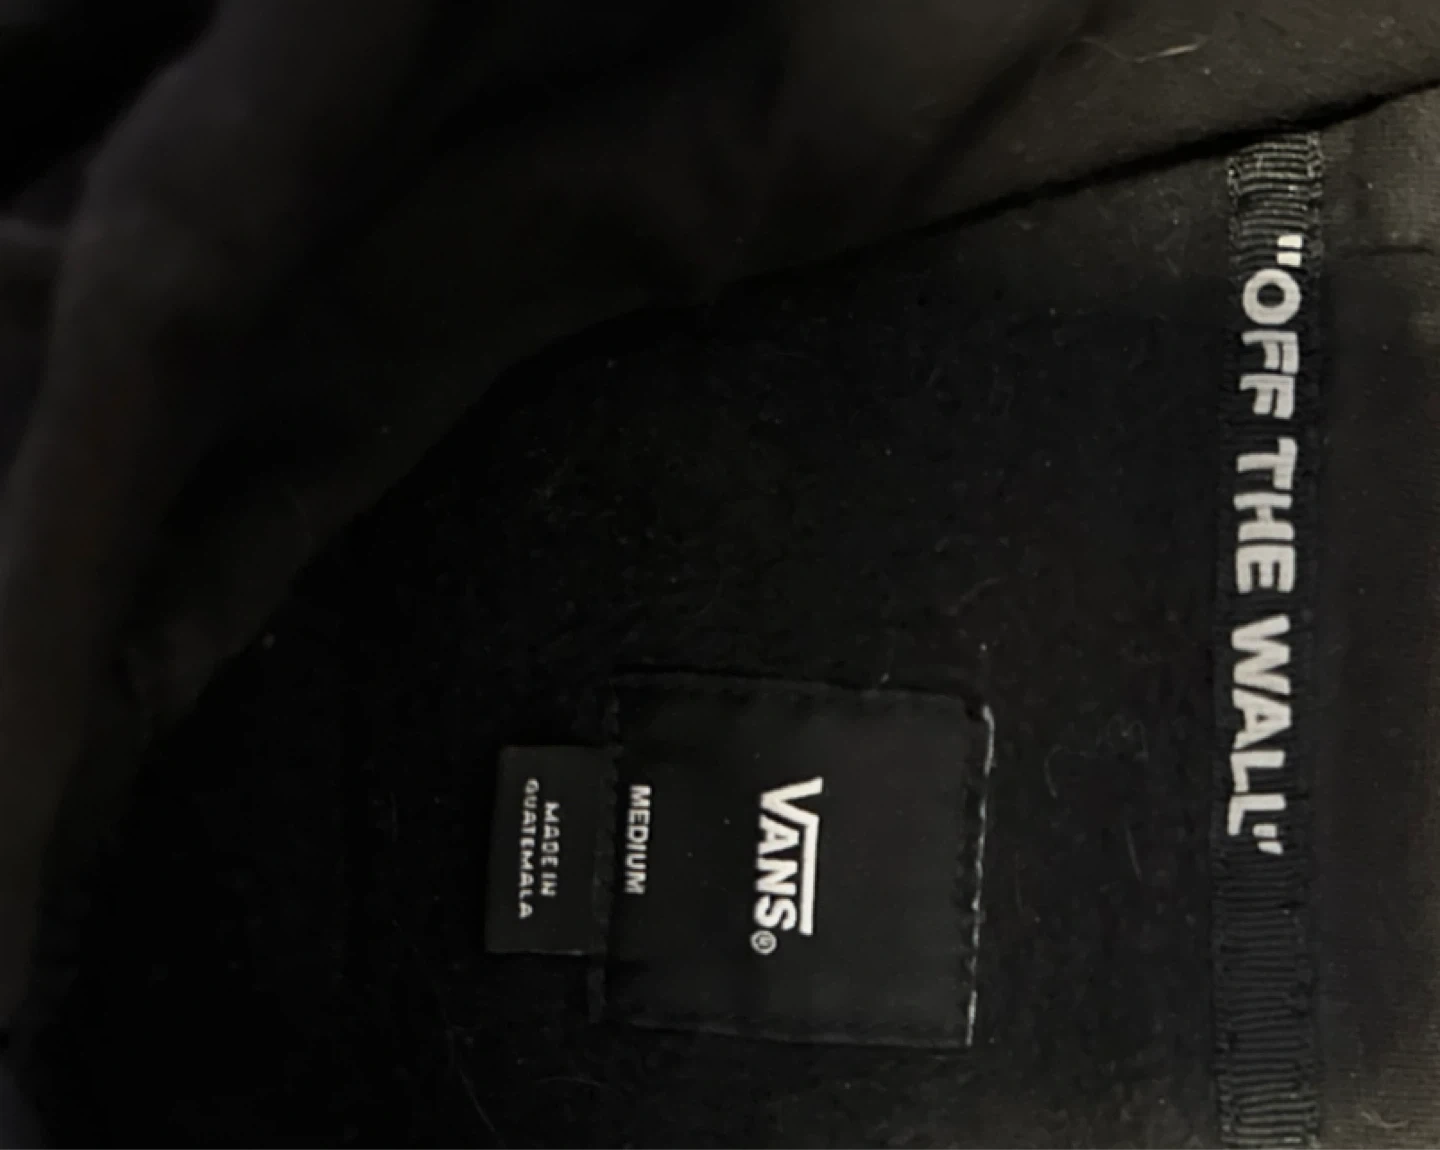 "OFF THE WALL"
VANS®
MEDIUM
MADE IN
GUATEMALA